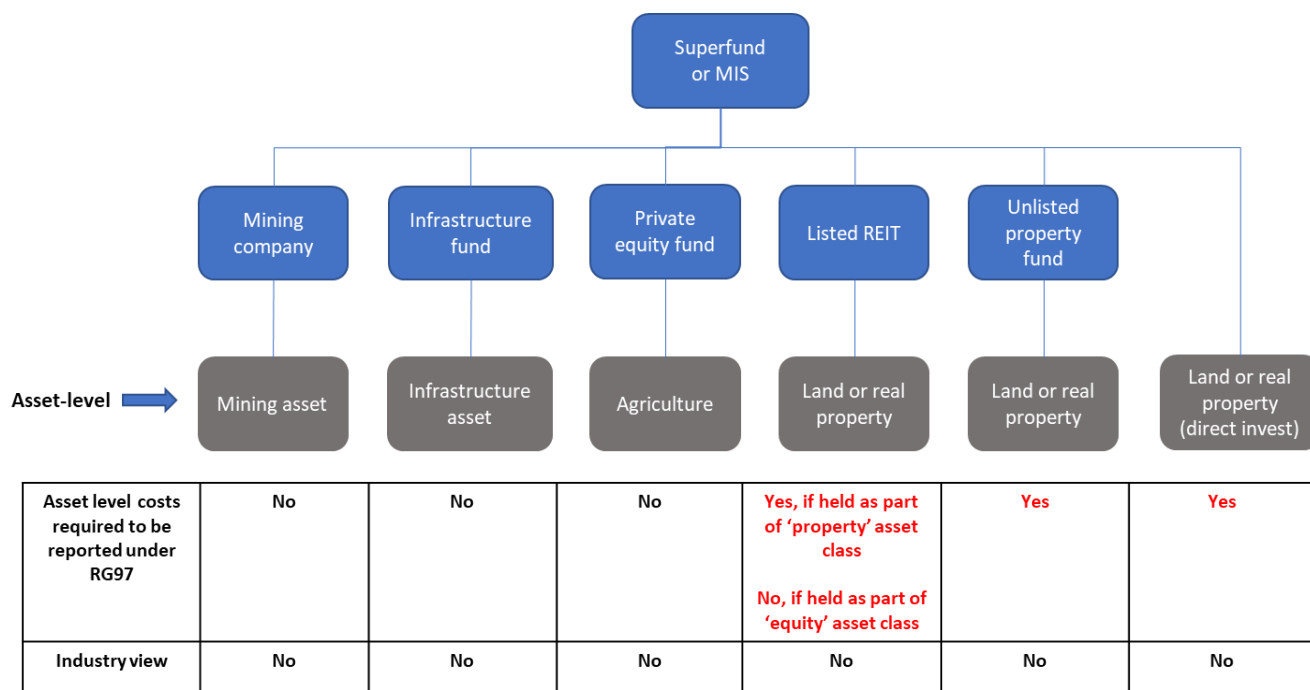 Superfund
or MIS
Mining
company
Infrastructure
fund
Private
equity fund
Listed REIT
Unlisted
property
fund
Asset-level
Mining asset
Infrastructure
asset
Agriculture
Land or real
property
Land or real
property
Land or real
property
(direct invest)
Asset level costs
required to be
reported under
RG97
No
No
No
Yes, if held as part
of ‘property’ asset
class
No, if held as part of
‘equity’ asset class
Yes
Yes
Industry view
No
No
No
No
No
No